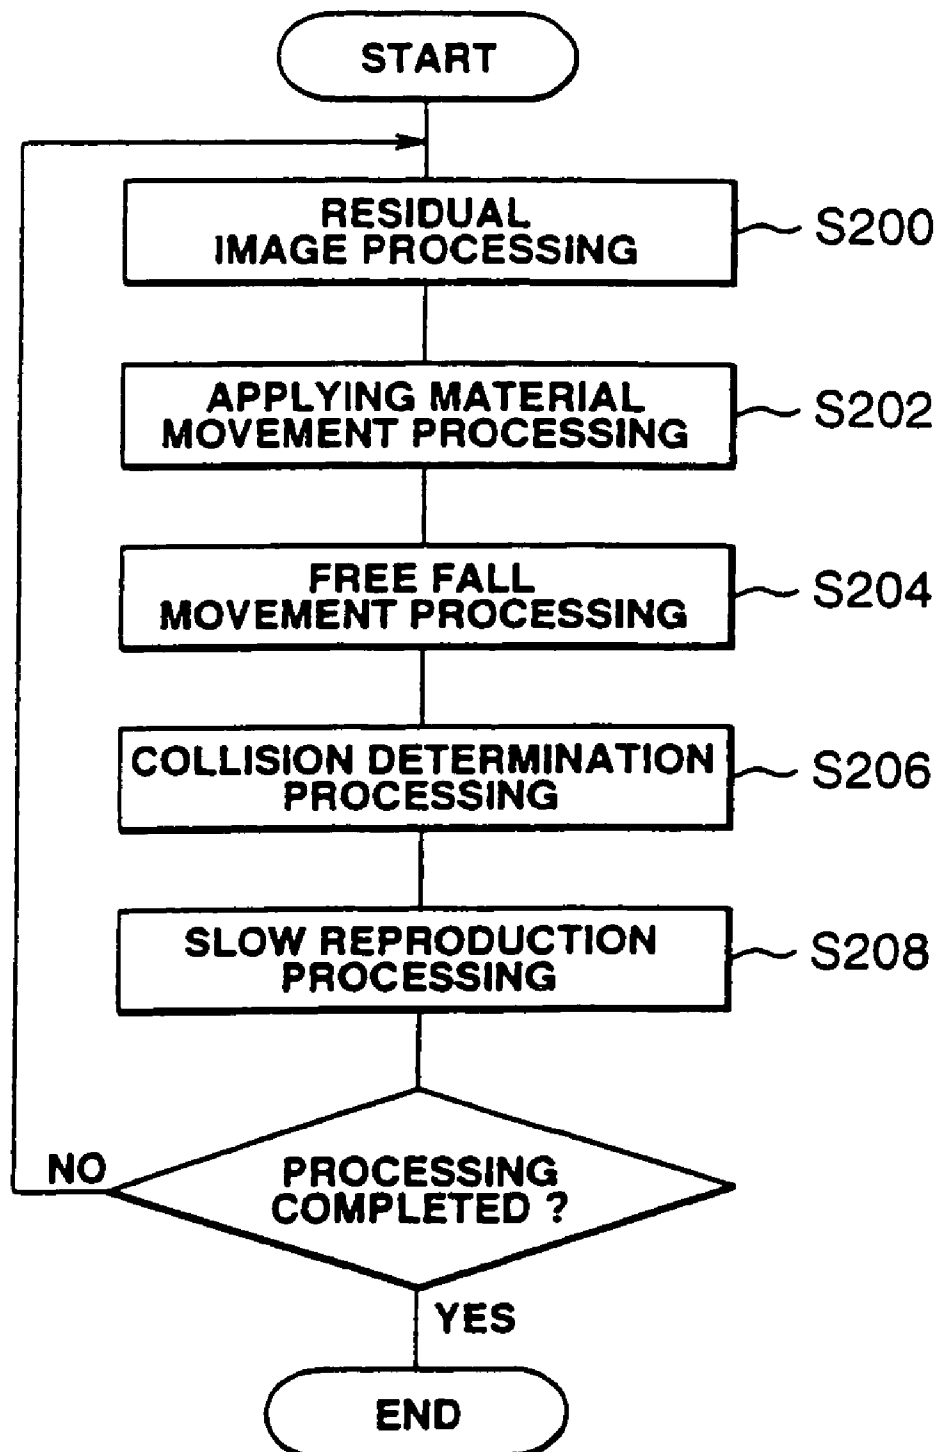 START
RESIDUAL
IMAGE PROCESSING
S200
APPLYING MATERIAL
MOVEMENT PROCESSING
S202
FREE FALL
MOVEMENT PROCESSING
S204
COLLISION DETERMINATION
PROCESSING
S206
SLOW REPRODUCTION
PROCESSING
S208
NO
PROCESSING
COMPLETED ?
YES
END